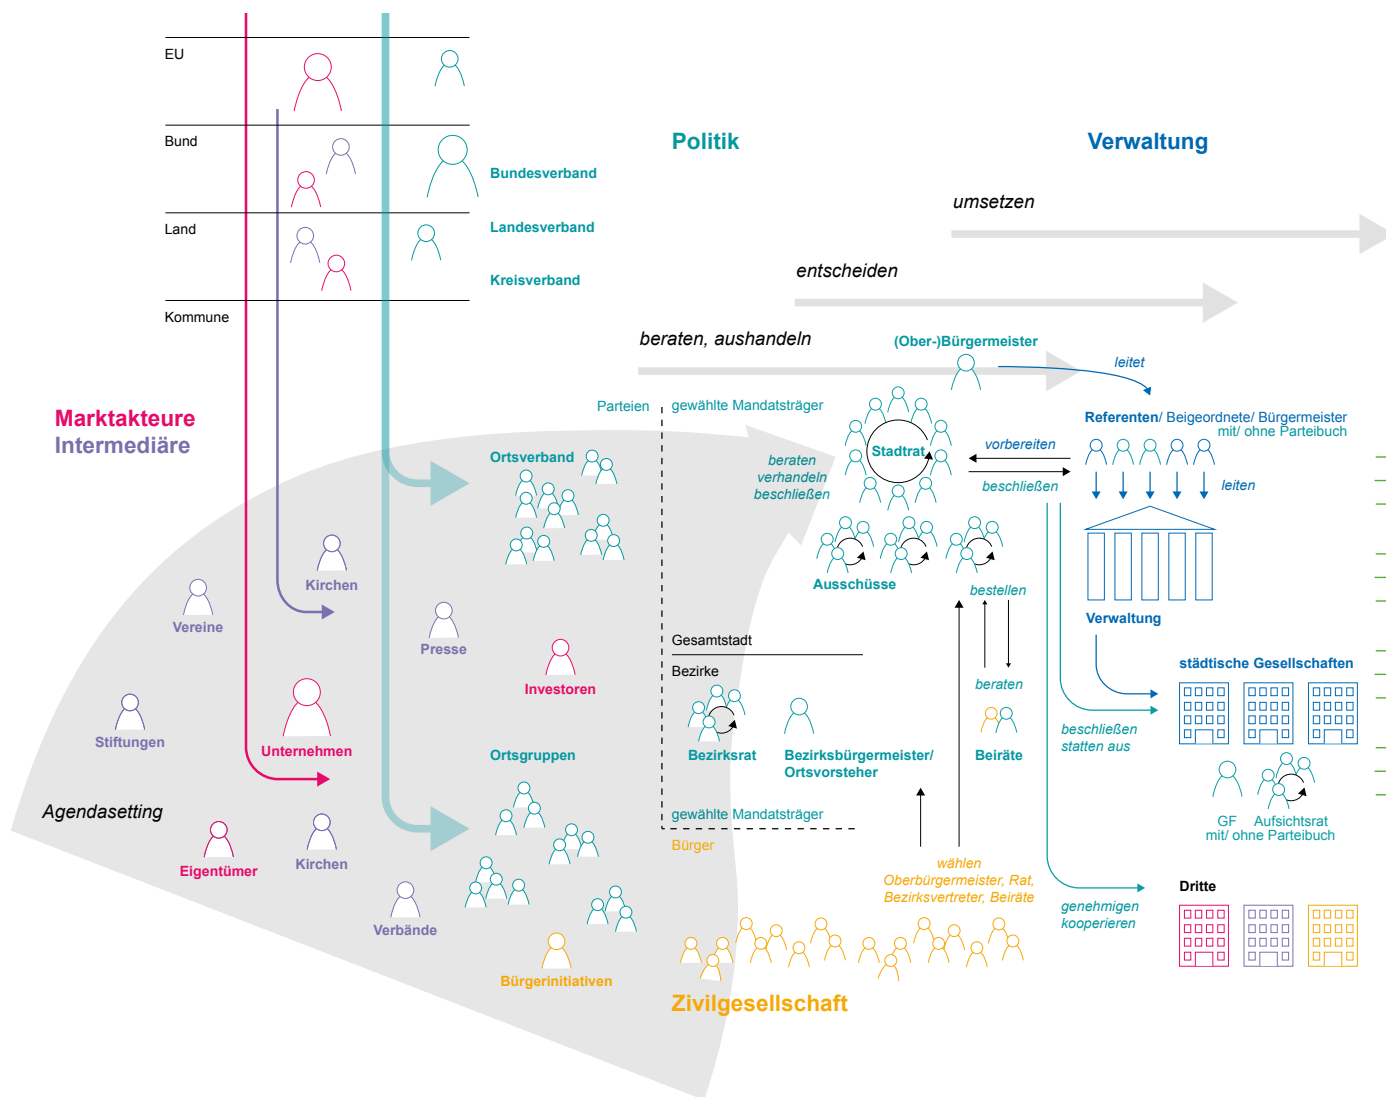 EU
Bund
Politik
Verwaltung
Bundesverband
umsetzen
Land
Landesverband
entscheiden
Kreisverband
Kommune
beraten, aushandeln
(Ober-)Bürgermeister
leitet
Marktakteure
Intermediäre
Parteien
gewählte Mandatsträger
Referenten/ Beigeordnete/ Bürgermeister
mit/ ohne Parteibuch
Ortsverband
beraten
verhandeln
beschließen
Stadtrat
vorbereiten
beschließen
leiten
Kirchen
Ausschüsse
bestellen
Vereine
Presse
Verwaltung
Gesamtstadt
Bezirke
Investoren
beraten
städtische Gesellschaften
Stiftungen
Unternehmen
Ortsgruppen
Bezirksrat
Bezirksbürgermeister/
Ortsvorsteher
Beiräte
beschließen
statten aus
Agendasetting
gewählte Mandatsträger
GF
Aufsichtsrat
mit/ ohne Parteibuch
Bürger
Eigentümer
Kirchen
wählen
Oberbürgermeister, Rat,
Bezirksvertreter, Beiräte
Dritte
genehmigen
kooperieren
Verbände
Bürgerinitiativen
Zivilgesellschaft